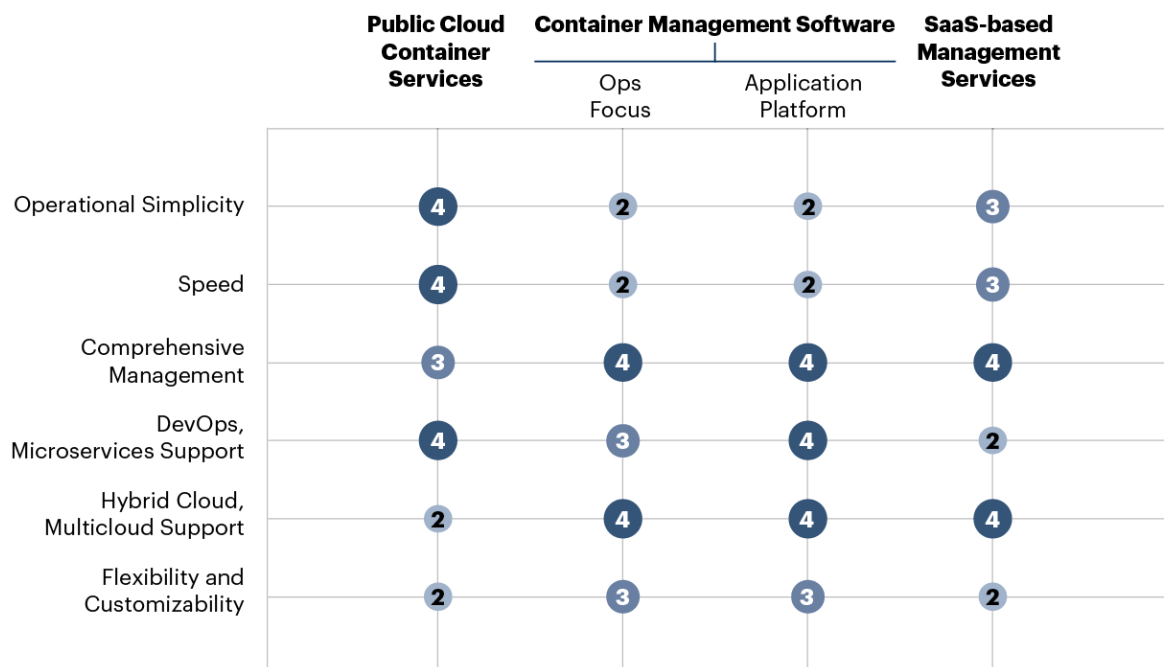 Public Cloud
Container
Services
Container Management Software
Ops
Focus
Application
Platform
SaaS-based
Management
Services
Operational Simplicity
4 2 2 3
Speed
4 2 2 3
Comprehensive
Management
3 4 4 4
DevOps,
Microservices Support
4 3 4 2
Hybrid Cloud,
Multicloud Support
2 4 4 4
Flexibility and
Customizability
2 3 3 2